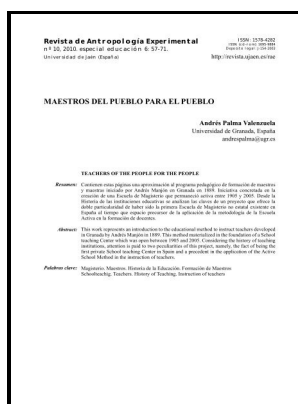 Revista de Antropología Experimental
nº 10, 2010. especial educación 6: 57-71.
Universidad de Jaén (España)
ISSN: 1578-4282
ISSN (cd-rom): 1695-9884
Deposito legal: J-154-2003
http://revista.ujaen.es/rae
MAESTROS DEL PUEBLO PARA EL PUEBLO
Andrés Palma Valenzuela
Universidad de Granada, España
andrespalma@ugr.es
TEACHERS OF THE PEOPLE FOR THE PEOPLE
Resumen: Contienen estas páginas una aproximación al programa pedagógico de formación de maestros
y maestras iniciado por Andrés Manjón en Granada en 1889. Iniciativa concretada en la
creación de una Escuela de Magisterio que permaneció activa entre 1905 y 2005. Desde la
Historia de las instituciones educativas se analizan las claves de un proyecto que ofrece la
doble particularidad de haber sido la primera Escuela de Magisterio no estatal existente en
España al tiempo que espacio precursor de la aplicación de la metodología de la Escuela
Activa en la formación de docentes.
Abstract: This work represents an introduction to the educational method to instruct teachers developed
in Granada by Andrés Manjón in 1889. This method materialized in the foundation of a School
teaching Center which was open between 1905 and 2005. Considering the history of teaching
institutions, attention is paid to two peculiarities of this project, namely, the fact of being the
first private School teaching Center in Spain and a precedent in the application of the Active
School Method in the instruction of teachers.
Palabras clave: Magisterio. Maestros. Historia de la Educación. Formación de Maestros
Schoolteachig. Teachers. History of Teaching. Instruction of teachers